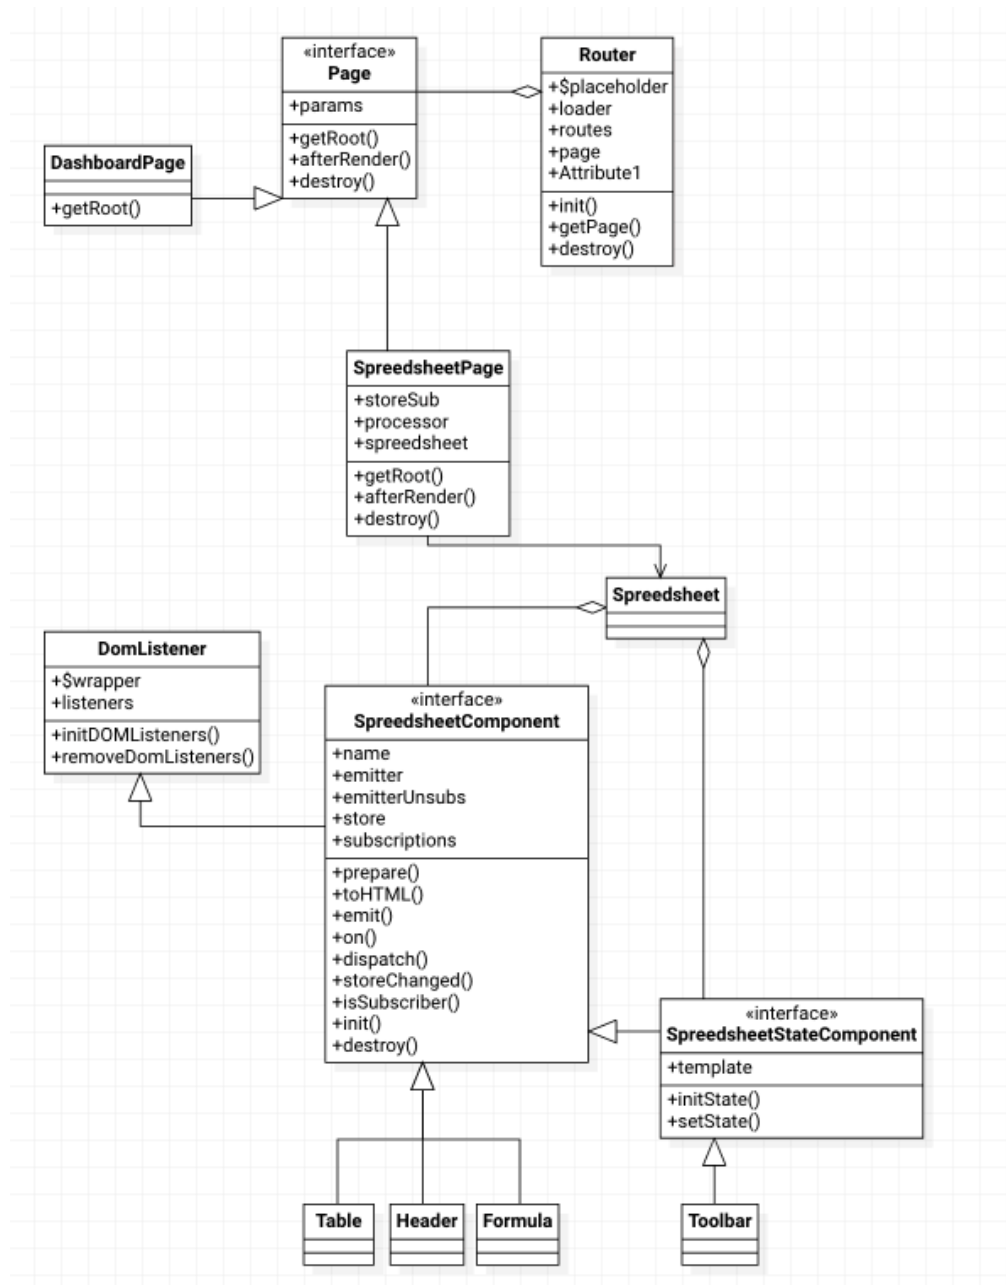 «interface»
Page
+params
+getRoot()
+afterRender()
+destroy()
Router
+$placeholder
+loader
+routes
+page
+Attribute1
+init()
+getPage()
+destroy()
DashboardPage
+getRoot()
SpreedsheetPage
+storeSub
+processor
+spreedsheet
+getRoot()
+afterRender()
+destroy()
Spreedsheet
DomListener
+$wrapper
+listeners
+initDOMListeners()
+removeDomListeners()
«interface»
SpreedsheetComponent
+name
+emitter
+emitterUnsubs
+store
+subscriptions
+prepare()
+toHTML()
+emit()
+on()
+dispatch()
+storeChanged()
+isSubscriber()
+init()
+destroy()
«interface»
SpreedsheetStateComponent
+template
+initState()
+setState()
Table
Header
Formula
Toolbar